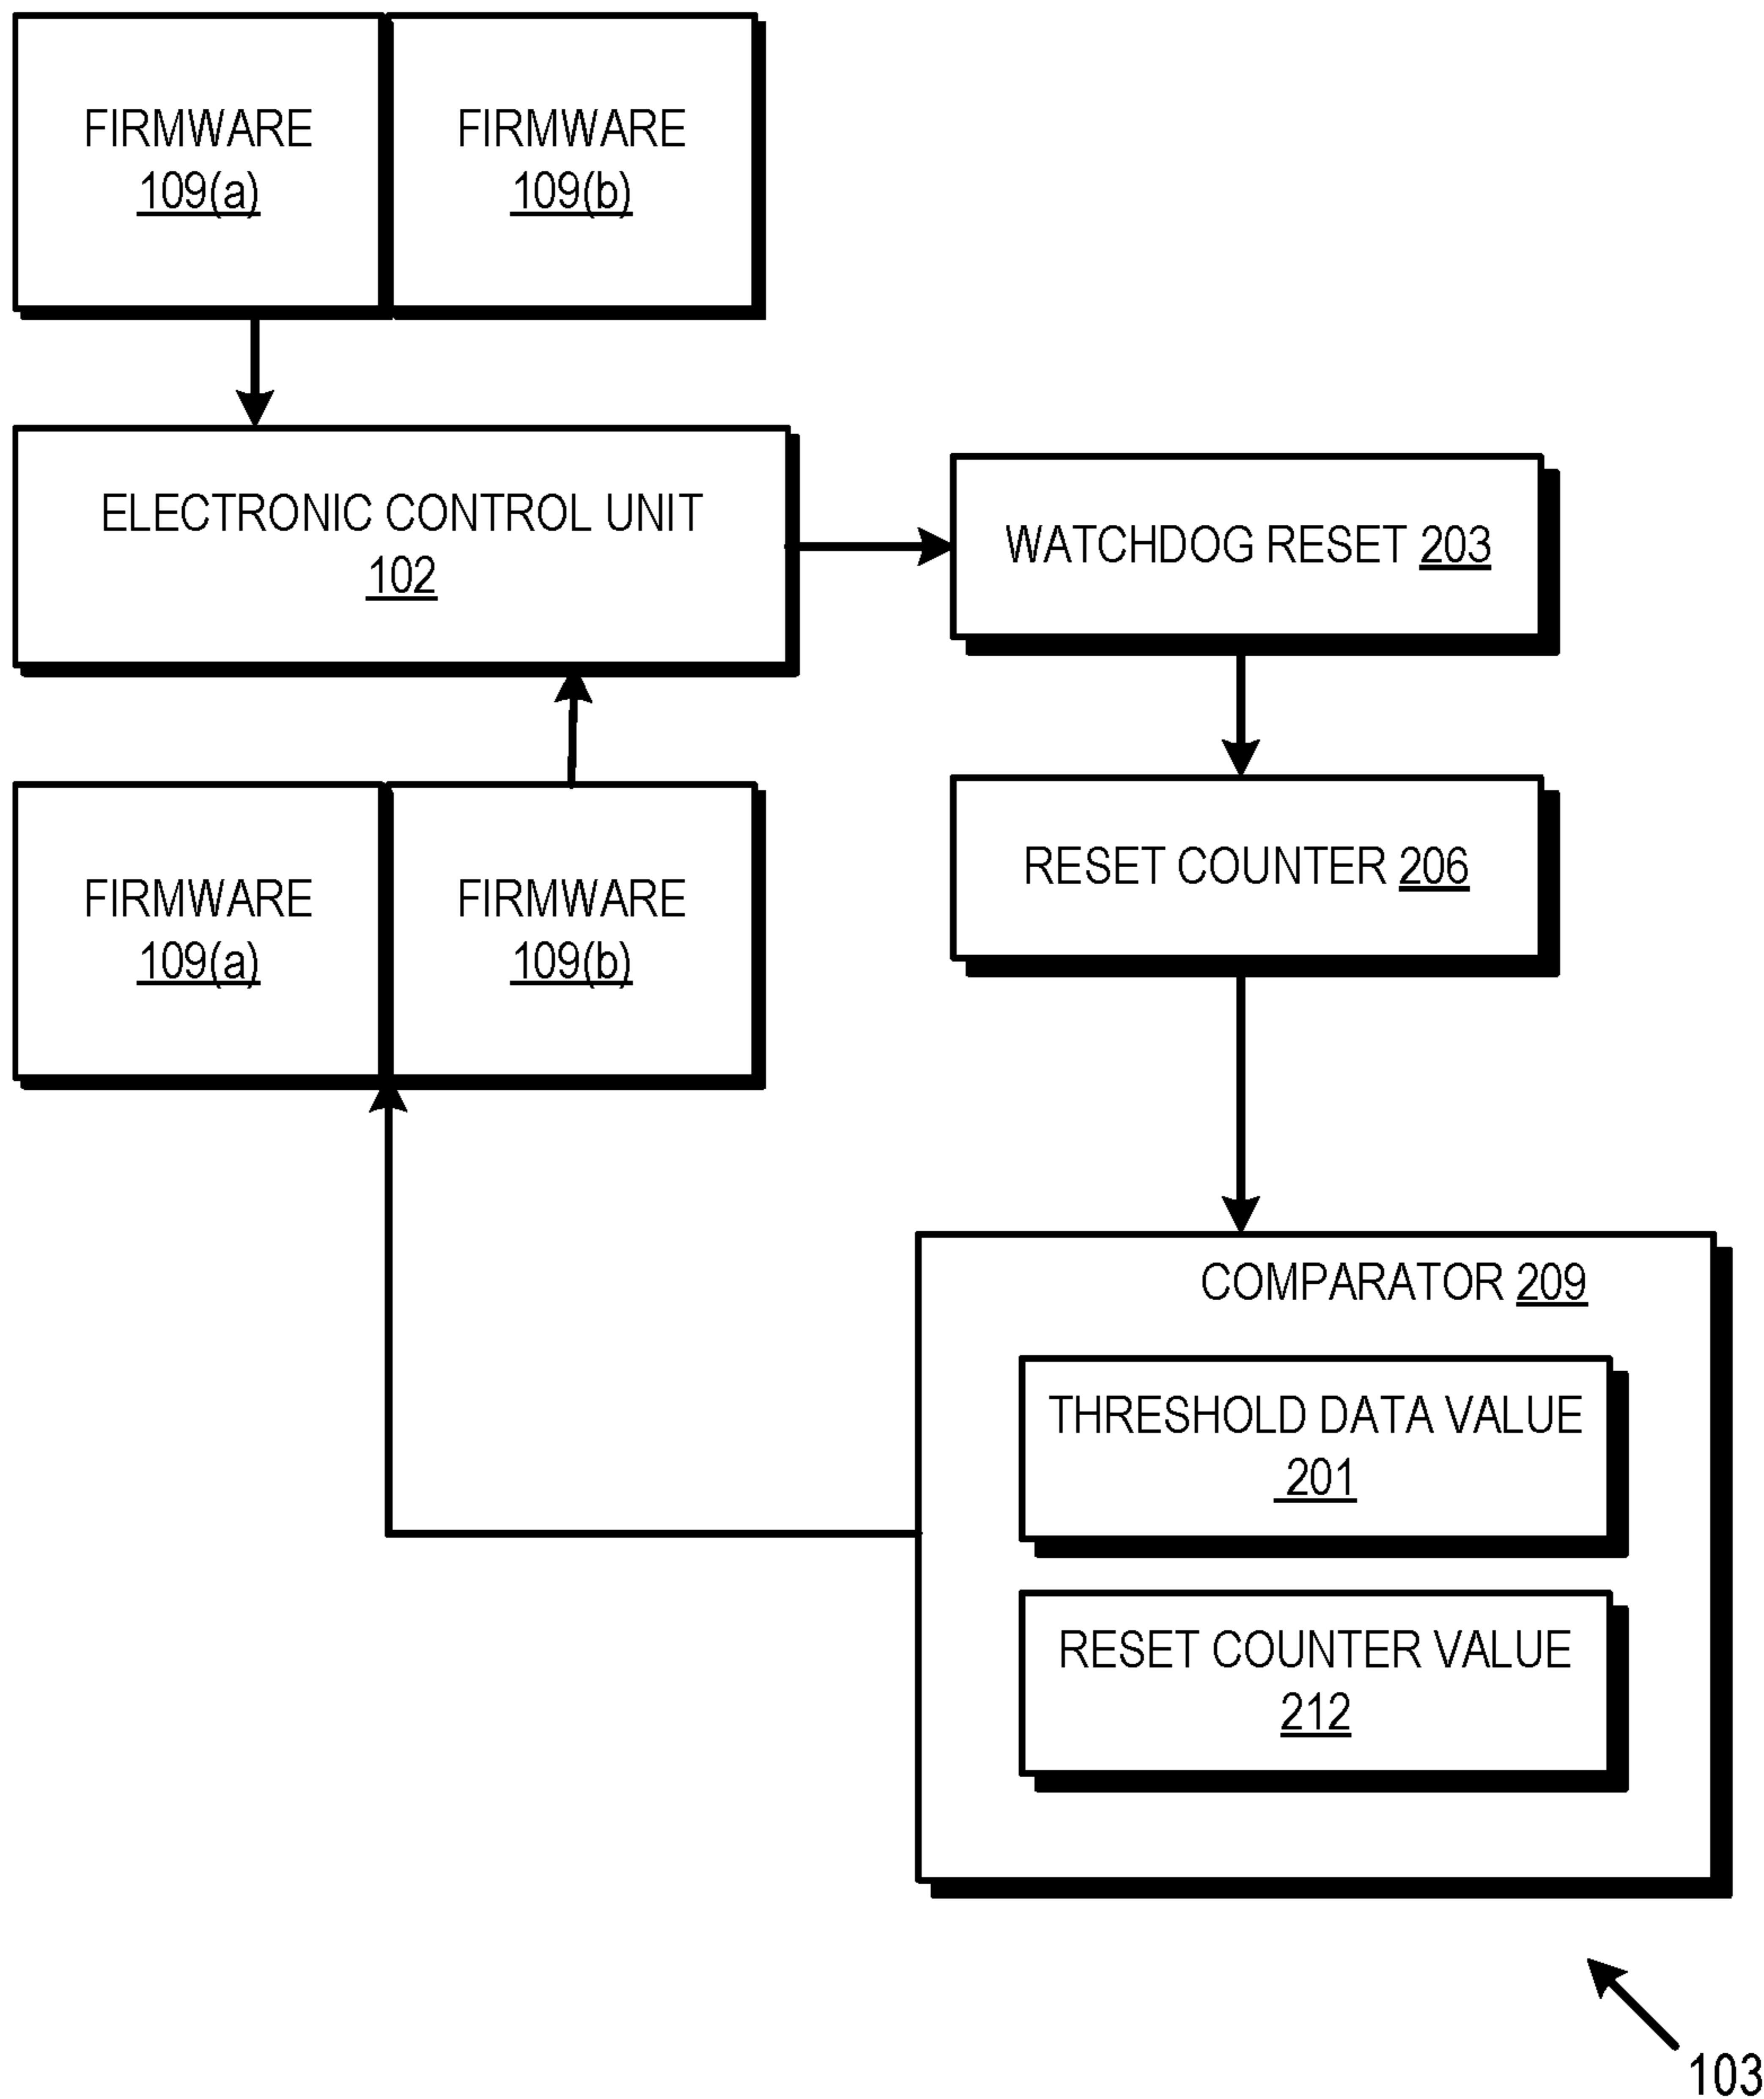 FIRMWARE
109(a)
FIRMWARE
109(b)
ELECTRONIC CONTROL UNIT
102
WATCHDOG RESET 203
FIRMWARE
109(a)
FIRMWARE
109(b)
RESET COUNTER 206
COMPARATOR 209
THRESHOLD DATA VALUE
201
RESET COUNTER VALUE
212
103